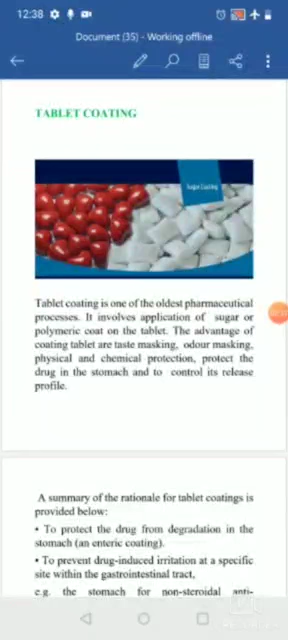 12:38
Document (35) - Working offline
TABLET COATING
Sugar Coating
Tablet coating is one of the oldest pharmaceutical
processes. It involves application of sugar or
polymeric coat on the tablet. The advantage of
coating tablet are taste masking, odour masking,
physical and chemical protection, protect the
drug in the stomach and to control its release
profile.
A summary of the rationale for tablet coatings is
provided below:
• To protect the drug from degradation in the
stomach (an enteric coating).
• To prevent drug-induced irritation at a specific
site within the gastrointestinal tract,
e.g. the stomach for non-steroidal anti-